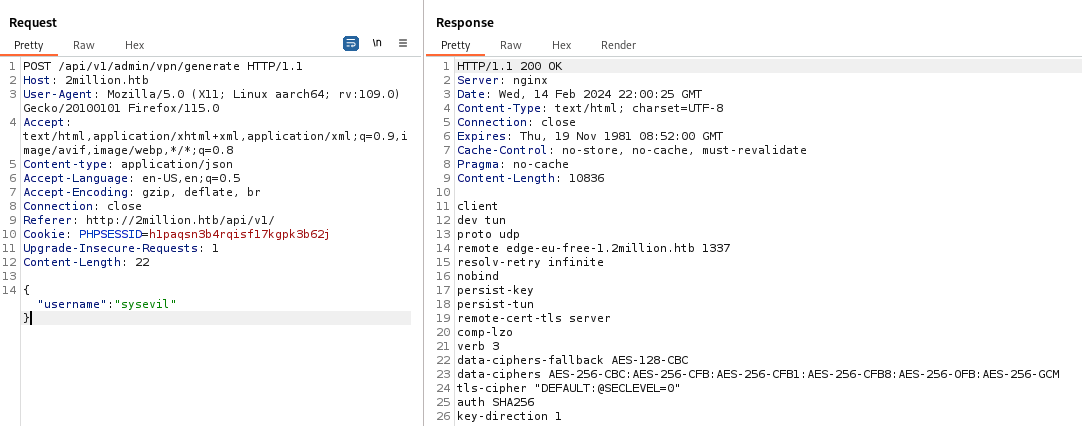 Request
Pretty Raw Hex \n
1 POST /api/v1/admin/vpn/generate HTTP/1.1
2 Host: 2million.htb
3 User-Agent: Mozilla/5.0 (X11; Linux aarch64; rv:109.0)
Gecko/20100101 Firefox/115.0
4 Accept:
text/html,application/xhtml+xml,application/xml;q=0.9,i
mage/avif,image/webp,*/*;q=0.8
5 Content-type: application/json
6 Accept-Language: en-US,en;q=0.5
7 Accept-Encoding: gzip, deflate, br
8 Connection: close
9 Referer: http://2million.htb/api/v1/
10 Cookie: PHPSESSID=h1paqsn3b4rqisf17kgpk3b62j
11 Upgrade-Insecure-Requests: 1
12 Content-Length: 22
13
14 {
"username":"sysevil"
}
Response
Pretty Raw Hex Render
1 HTTP/1.1 200 OK
2 Server: nginx
3 Date: Wed, 14 Feb 2024 22:00:25 GMT
4 Content-Type: text/html; charset=UTF-8
5 Connection: close
6 Expires: Thu, 19 Nov 1981 08:52:00 GMT
7 Cache-Control: no-store, no-cache, must-revalidate
8 Pragma: no-cache
9 Content-Length: 10836
10
11 client
12 dev tun
13 proto udp
14 remote edge-eu-free-1.2million.htb 1337
15 resolv-retry infinite
16 nobind
17 persist-key
18 persist-tun
19 remote-cert-tls server
20 comp-lzo
21 verb 3
22 data-ciphers-fallback AES-128-CBC
23 data-ciphers AES-256-CBC:AES-256-CFB:AES-256-CFB1:AES-256-CFB8:AES-256-OFB:AES-256-GCM
24 tls-cipher "DEFAULT:@SECLEVEL=0"
25 auth SHA256
26 key-direction 1